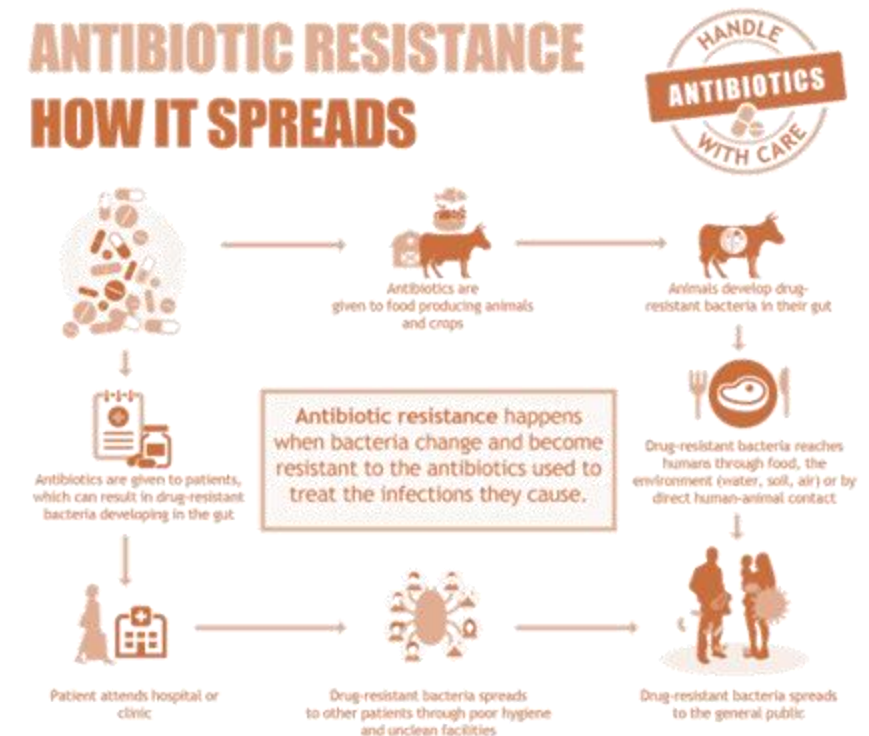 ANTIBIOTIC RESISTANCE
HOW IT SPREADS
HANDLE
ANTIBIOTICS
WITH CARE
Antibiotics are
given to food producing animals
and crops
Animals develop drug-
resistant bacteria in their gut
Antibiotics are given to patients,
which can result in drug-resistant
bacteria developing in the gut
Antibiotic resistance happens
when bacteria change and become
resistant to the antibiotics used to
treat the infections they cause.
Drug-resistant bacteria reaches
humans through food, the
environment (water, soil, air) or by
direct human-animal contact
Patient attends hospital or
clinic
Drug-resistant bacteria spreads
to other patients through poor hygiene
and unclean facilities
Drug-resistant bacteria spreads
to the general public